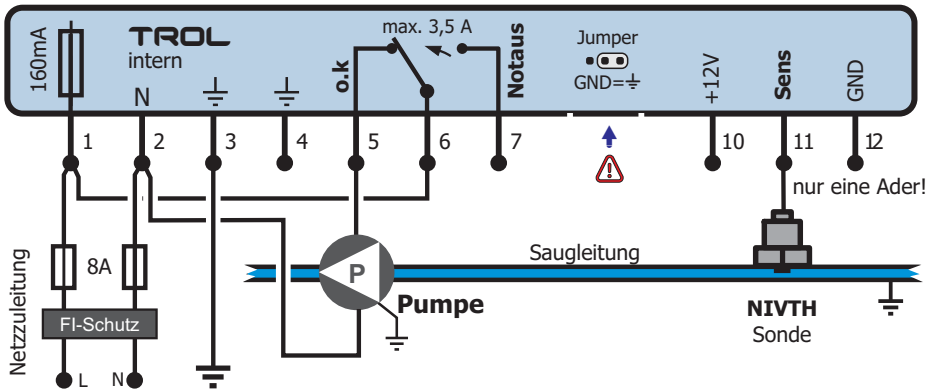 160mA
TROL
intern
N
o.k
max. 3,5 A
Notaus
Jumper
GND=⏚
+12V
Sens
GND
1
2
3
4
5
6
7
10
11
12
nur eine Ader!
Netzzuleitung
8A
FI-Schutz
L
N
P
Pumpe
Saugleitung
NIVTH
Sonde